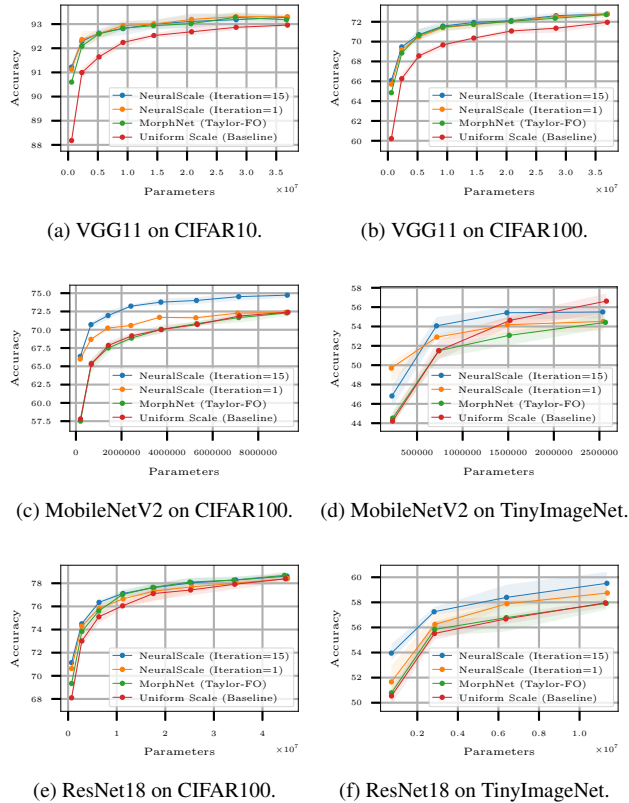 93
92
91
90
89
88
Accuracy
0.0 0.5 1.0 1.5 2.0 2.5 3.0 3.5
×10⁷
Parameters
NeuralScale (Iteration=15)
NeuralScale (Iteration=1)
MorphNet (Taylor-FO)
Uniform Scale (Baseline)
(a) VGG11 on CIFAR10.
72
70
68
66
64
62
60
Accuracy
0.0 0.5 1.0 1.5 2.0 2.5 3.0 3.5
×10⁷
Parameters
NeuralScale (Iteration=15)
NeuralScale (Iteration=1)
MorphNet (Taylor-FO)
Uniform Scale (Baseline)
(b) VGG11 on CIFAR100.
75.0
72.5
70.0
67.5
65.0
62.5
60.0
57.5
Accuracy
0 2000000 4000000 6000000 8000000
Parameters
NeuralScale (Iteration=15)
NeuralScale (Iteration=1)
MorphNet (Taylor-FO)
Uniform Scale (Baseline)
(c) MobileNetV2 on CIFAR100.
58
56
54
52
50
48
46
44
Accuracy
500000 1000000 1500000 2000000 2500000
Parameters
NeuralScale (Iteration=15)
NeuralScale (Iteration=1)
MorphNet (Taylor-FO)
Uniform Scale (Baseline)
(d) MobileNetV2 on TinyImageNet.
78
76
74
72
70
68
Accuracy
0 1 2 3 4
×10⁷
Parameters
NeuralScale (Iteration=15)
NeuralScale (Iteration=1)
MorphNet (Taylor-FO)
Uniform Scale (Baseline)
(e) ResNet18 on CIFAR100.
60
58
56
54
52
50
Accuracy
0.2 0.4 0.6 0.8 1.0
×10⁷
Parameters
NeuralScale (Iteration=15)
NeuralScale (Iteration=1)
MorphNet (Taylor-FO)
Uniform Scale (Baseline)
(f) ResNet18 on TinyImageNet.